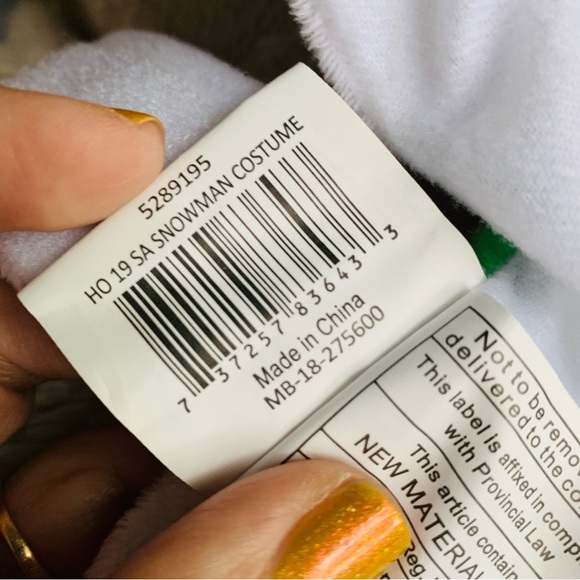 5289195
HO 19 SA SNOWMAN COSTUME
7 37257 83643 3
Made in China
MB-18-275600
Not to be remo
delivered to the co
This label is affixed in comp
with Provincial Law
This article contain
NEW MATERIA
Reg